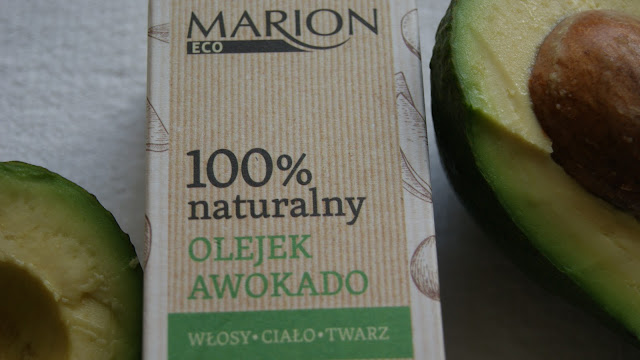 MARION
ECO
100%
naturalny
OLEJEK
AWOKADO
WŁOSY•CIAŁO•TWARZ